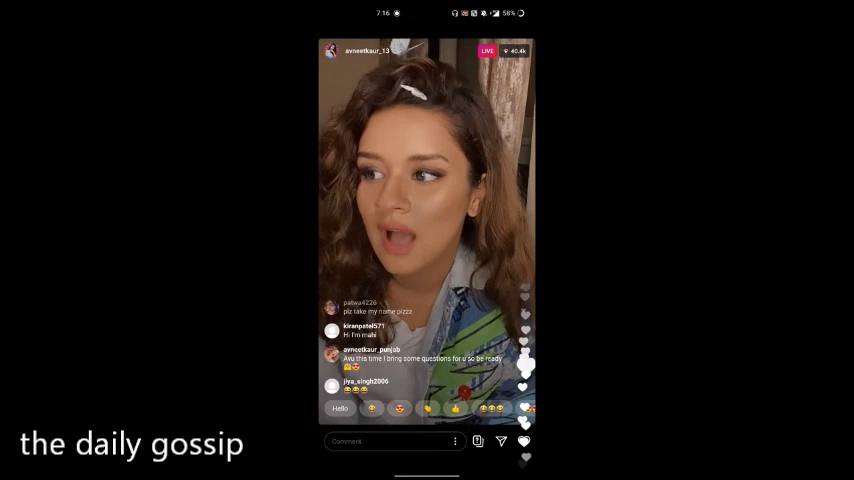 7:16
58%
avneetkaur_13
LIVE
40.4k
patwa4226
plz take my name plzzz
kiranpatel571
Hi I'm mahi
avneetkaur_punjab
Avu this time I bring some questions for u so be ready
🤗😍
jiya_singh2006
😂😂😂
Hello
Comment
the daily gossip